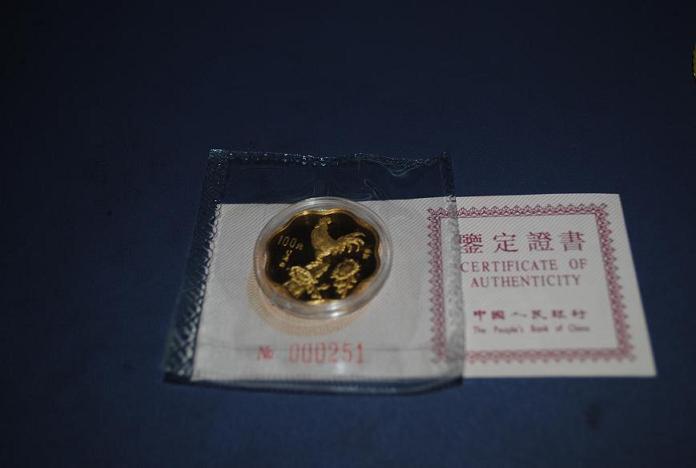 100元
№ 000251
鑒定證書
CERTIFICATE OF
AUTHENTICITY
中國人民銀行
The People's Bank of China